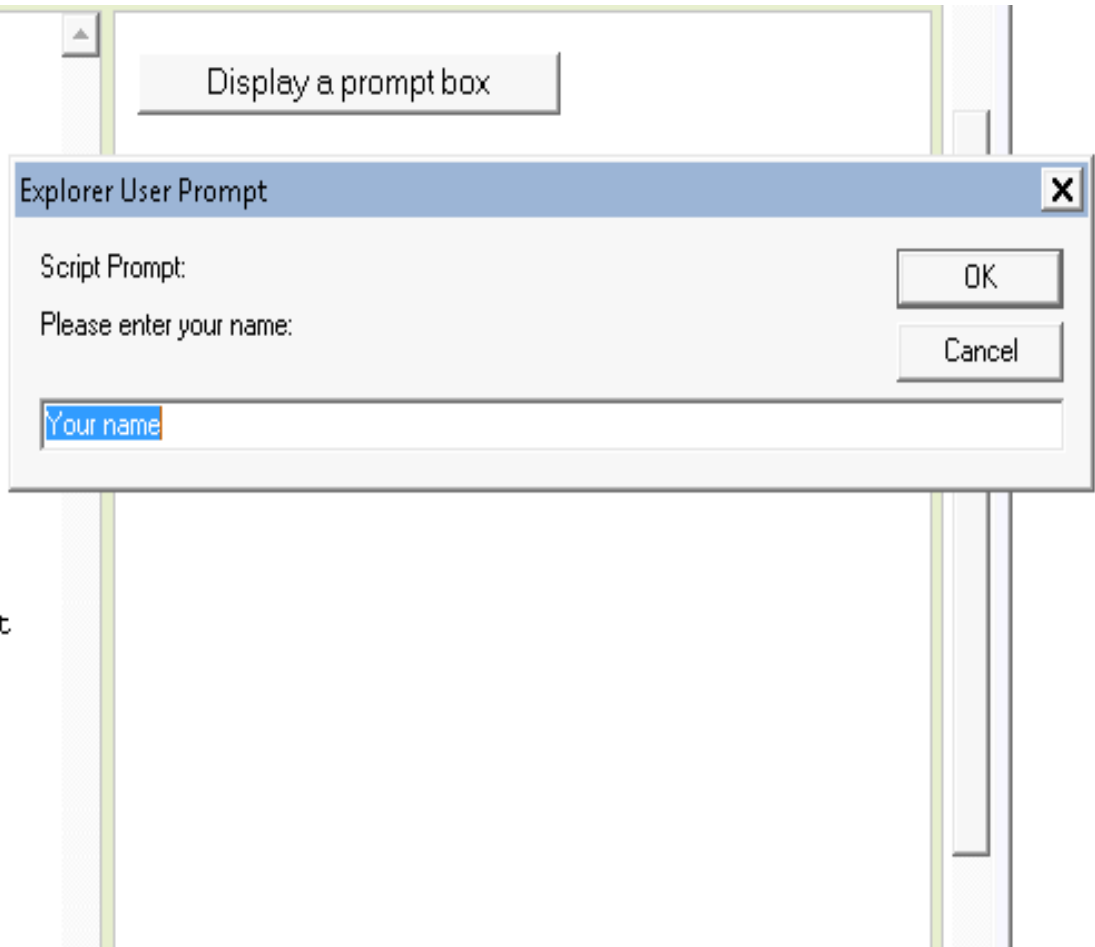 Display a prompt box
Explorer User Prompt
Script Prompt:
OK
Please enter your name:
Cancel
Your name
t